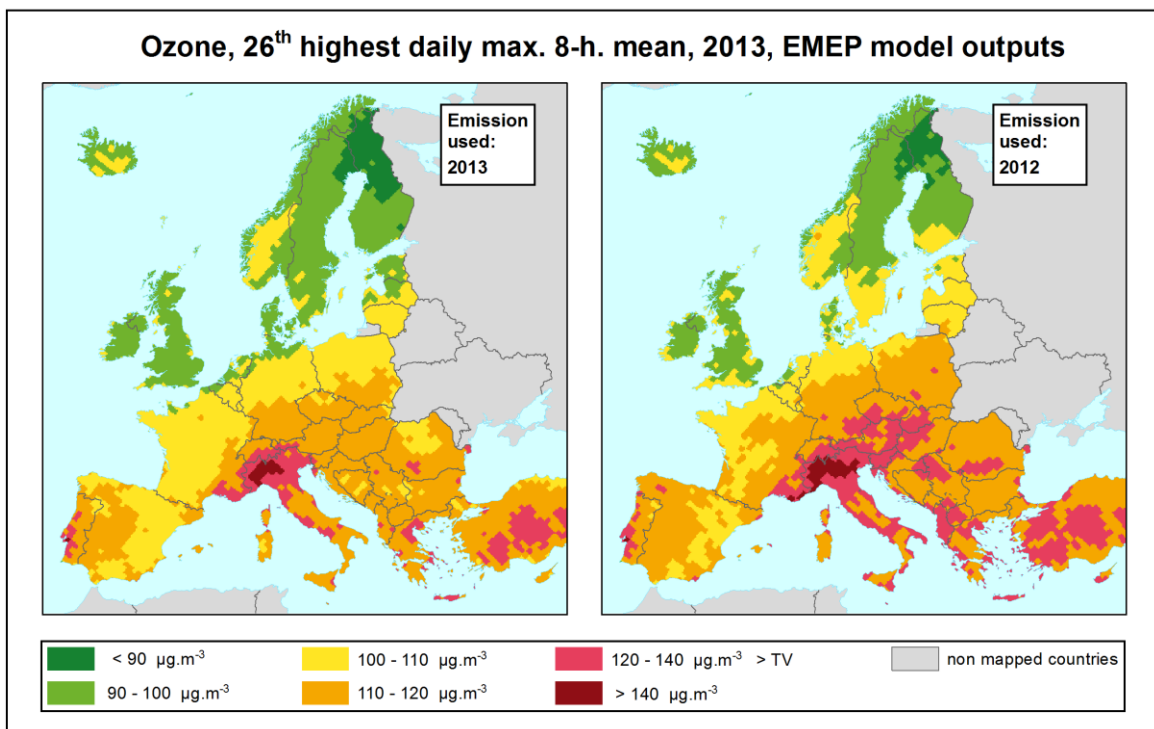 Ozone, 26th highest daily max. 8-h. mean, 2013, EMEP model outputs
Emission
used:
2013
Emission
used:
2012
< 90 µg.m-3
100 - 110 µg.m-3
120 - 140 µg.m-3 > TV
non mapped countries
90 - 100 µg.m-3
110 - 120 µg.m-3
> 140 µg.m-3